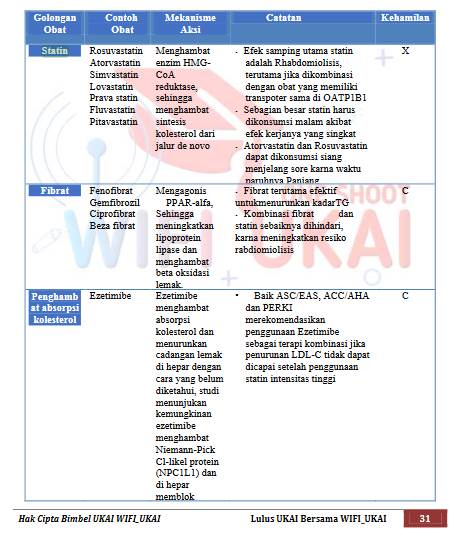 Golongan Obat
Contoh Obat
Mekanisme Aksi
Catatan
Kehamilan
Statin
Rosuvastatin
Atorvastatin
Simvastatin
Lovastatin
Prava statin
Fluvastatin
Pitavastatin
Menghambat
enzim HMG-
CoA
reduktase,
sehingga
menghambat
sintesis
kolesterol dari
jalur de novo
- Efek samping utama statin
adalah Rhabdomiolisis,
terutama jika dikombinasi
dengan obat yang memiliki
transpoter sama di OATP1B1
- Sebagian besar statin harus
dikonsumsi malam akibat
efek kerjanya yang singkat
- Atorvastatin dan Rosuvastatin
dapat dikonsumsi siang
menjelang sore karna waktu
paruhnya Panjang
X
Fibrat
Fenofibrat
Gemfibrozil
Ciprofibrat
Beza fibrat
Mengagonis
PPAR-alfa,
Sehingga
meningkatkan
lipoprotein
lipase dan
menghambat
beta oksidasi
lemak.
- Fibrat terutama efektif
untukmenurunkan kadarTG
- Kombinasi fibrat dan
statin sebaiknya dihindari,
karna meningkatkan resiko
rabdiomiolisis
C
Penghamb
at absorpsi
kolesterol
Ezetimibe
Ezetimibe
menghambat
absorpsi
kolesterol dan
menurunkan
cadangan lemak
di hepar dengan
cara yang belum
diketahui, studi
menunjukan
kemungkinan
ezetimibe
menghambat
Niemann-Pick
Cl-likel protein
(NPC1L1) dan
di hepar
memblok
• Baik ASC/EAS, ACC/AHA
dan PERKI
merekomendasikan
penggunaan Ezetimibe
sebagai terapi kombinasi jika
penurunan LDL-C tidak dapat
dicapai setelah penggunaan
statin intensitas tinggi
C
SHOOT
WIFI UKAI
Hak Cipta Bimbel UKAI WIFI_UKAI
Lulus UKAI Bersama WIFI_UKAI
31